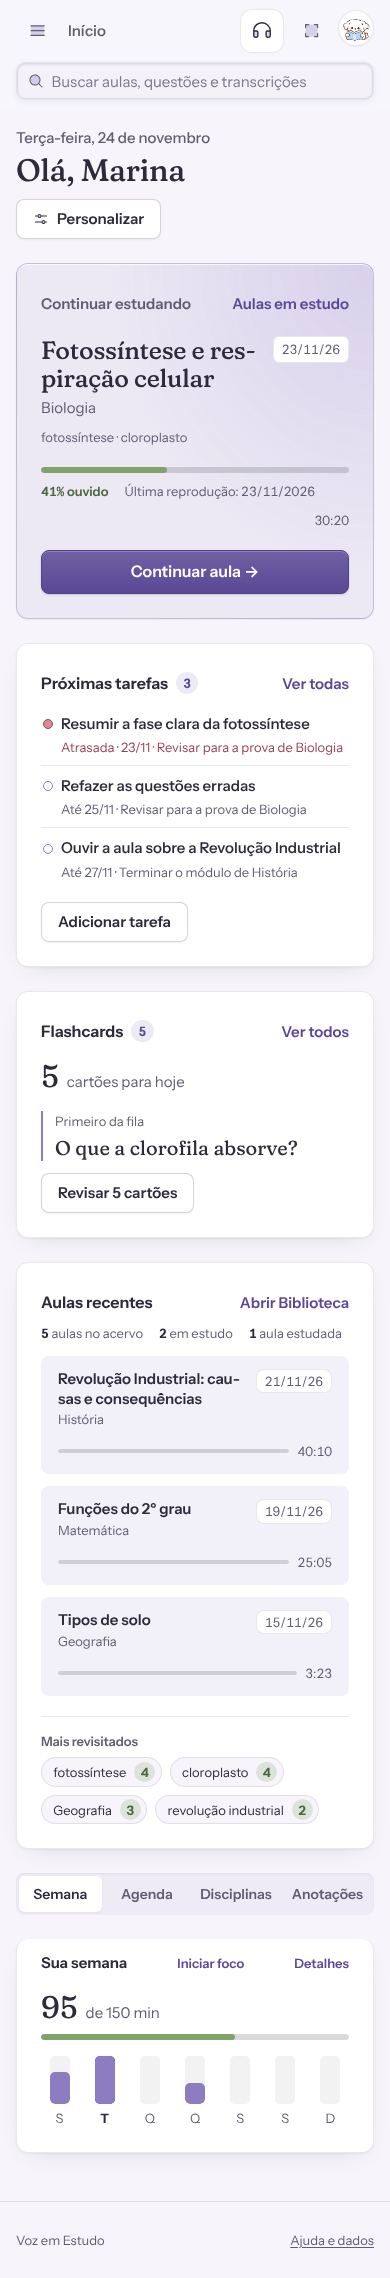 Início
Buscar aulas, questões e transcrições
Terça-feira, 24 de novembro
Olá, Marina
Personalizar
Continuar estudando
Aulas em estudo
Fotossíntese e res-
piração celular
23/11/26
Biologia
fotossíntese · cloroplasto
41% ouvido
Última reprodução: 23/11/2026
30:20
Continuar aula →
Próximas tarefas 3
Ver todas
Resumir a fase clara da fotossíntese
Atrasada · 23/11 · Revisar para a prova de Biologia
Refazer as questões erradas
Até 25/11 · Revisar para a prova de Biologia
Ouvir a aula sobre a Revolução Industrial
Até 27/11 · Terminar o módulo de História
Adicionar tarefa
Flashcards 5
Ver todos
5 cartões para hoje
Primeiro da fila
O que a clorofila absorve?
Revisar 5 cartões
Aulas recentes
Abrir Biblioteca
5 aulas no acervo 2 em estudo 1 aula estudada
Revolução Industrial: cau-
sas e consequências
21/11/26
História
40:10
Funções do 2º grau
19/11/26
Matemática
25:05
Tipos de solo
15/11/26
Geografia
3:23
Mais revisitados
fotossíntese 4 cloroplasto 4
Geografia 3 revolução industrial 2
Semana Agenda Disciplinas Anotações
Sua semana
Iniciar foco
Detalhes
95 de 150 min
S T Q Q S S D
Voz em Estudo
Ajuda e dados